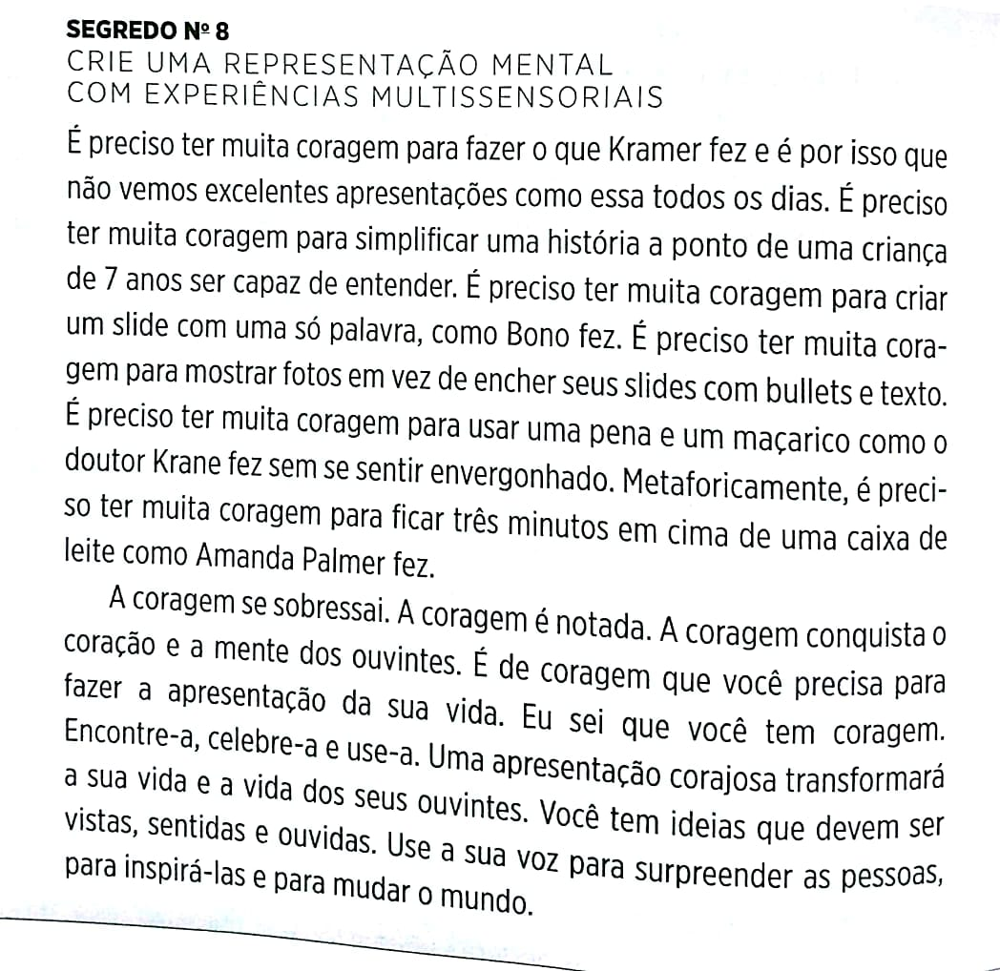 SEGREDO Nº 8
CRIE UMA REPRESENTAÇÃO MENTAL
COM EXPERIÊNCIAS MULTISSENSORIAIS
É preciso ter muita coragem para fazer o que Kramer fez e é por isso que
não vemos excelentes apresentações como essa todos os dias. É preciso
ter muita coragem para simplificar uma história a ponto de uma criança
de 7 anos ser capaz de entender. É preciso ter muita coragem para criar
um slide com uma só palavra, como Bono fez. É preciso ter muita cora-
gem para mostrar fotos em vez de encher seus slides com bullets e texto.
É preciso ter muita coragem para usar uma pena e um maçarico como o
doutor Krane fez sem se sentir envergonhado. Metaforicamente, é preci-
so ter muita coragem para ficar três minutos em cima de uma caixa de
leite como Amanda Palmer fez.
A coragem se sobressai. A coragem é notada. A coragem conquista o
coração e a mente dos ouvintes. É de coragem que você precisa para
fazer a apresentação da sua vida. Eu sei que você tem coragem.
Encontre-a, celebre-a e use-a. Uma apresentação corajosa transformará
a sua vida e a vida dos seus ouvintes. Você tem ideias que devem ser
vistas, sentidas e ouvidas. Use a sua voz para surpreender as pessoas,
para inspirá-las e para mudar o mundo.